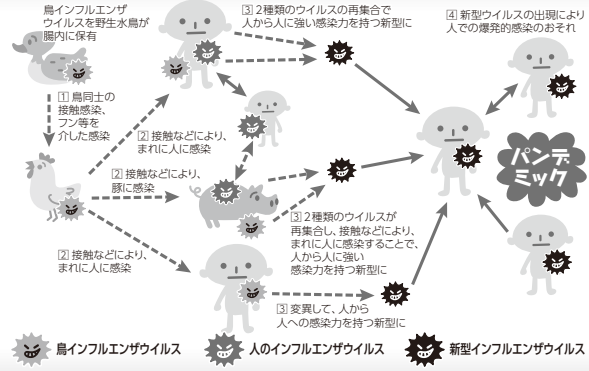 鳥インフルエンザ
ウイルスを野生水鳥が
腸内に保有
1 鳥同士の
接触感染、
フン等を
介した感染
2 接触などにより、
まれに人に感染
2 接触などにより、
豚に感染
2 接触などにより、
まれに人に感染
3 2種類のウイルスの再集合で
人から人に強い感染力を持つ新型に
3 2種類のウイルスが
再集合し、接触などにより、
まれに人に感染することで、
人から人に強い
感染力を持つ新型に
3 変異して、人から
人への感染力を持つ新型に
4 新型ウイルスの出現により
人での爆発的感染のおそれ
パンデ
ミック
鳥インフルエンザウイルス
人のインフルエンザウイルス
新型インフルエンザウイルス